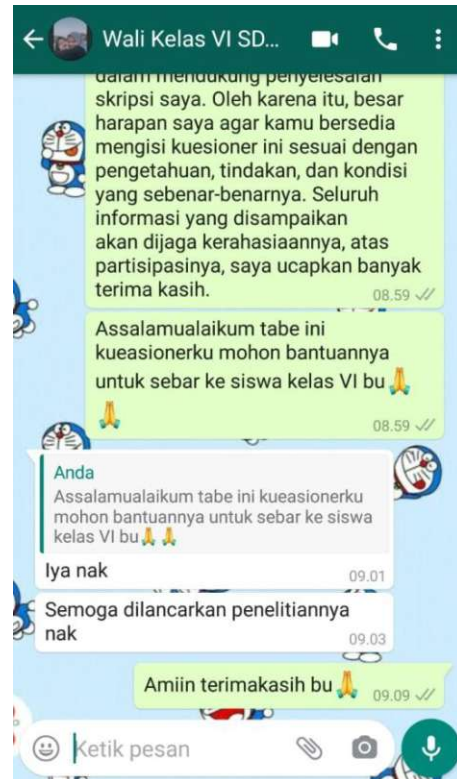 Wali Kelas VI SD...
dalam mendukung penyelesaian
skripsi saya. Oleh karena itu, besar
harapan saya agar kamu bersedia
mengisi kuesioner ini sesuai dengan
pengetahuan, tindakan, dan kondisi
yang sebenar-benarnya. Seluruh
informasi yang disampaikan
akan dijaga kerahasiaannya, atas
partisipasinya, saya ucapkan banyak
terima kasih.
08.59
Assalamualaikum tabe ini
kueasionerku mohon bantuannya
untuk sebar ke siswa kelas VI bu🙏
🙏
08.59
Anda
Assalamualaikum tabe ini kueasionerku
mohon bantuannya untuk sebar ke siswa
kelas VI bu🙏🙏
Iya nak
09.01
Semoga dilancarkan penelitiannya
nak
09.03
Amiin terimakasih bu🙏 09.09
Ketik pesan